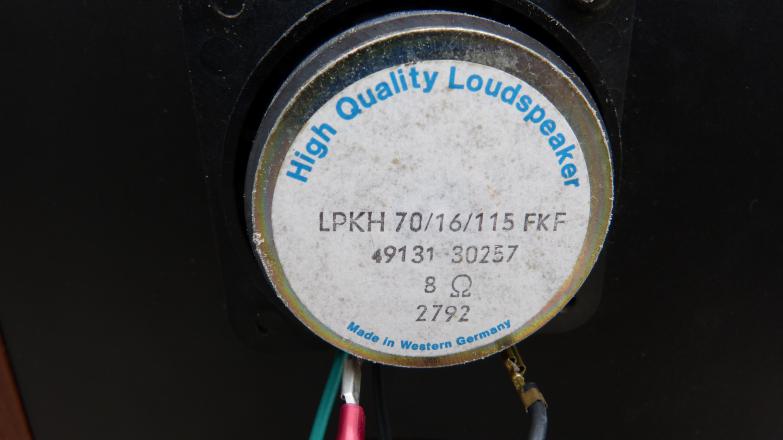 High Quality Loudspeaker
LPKH 70/16/115 FKF
49131 30257
8 Ω
2792
Made in Western Germany